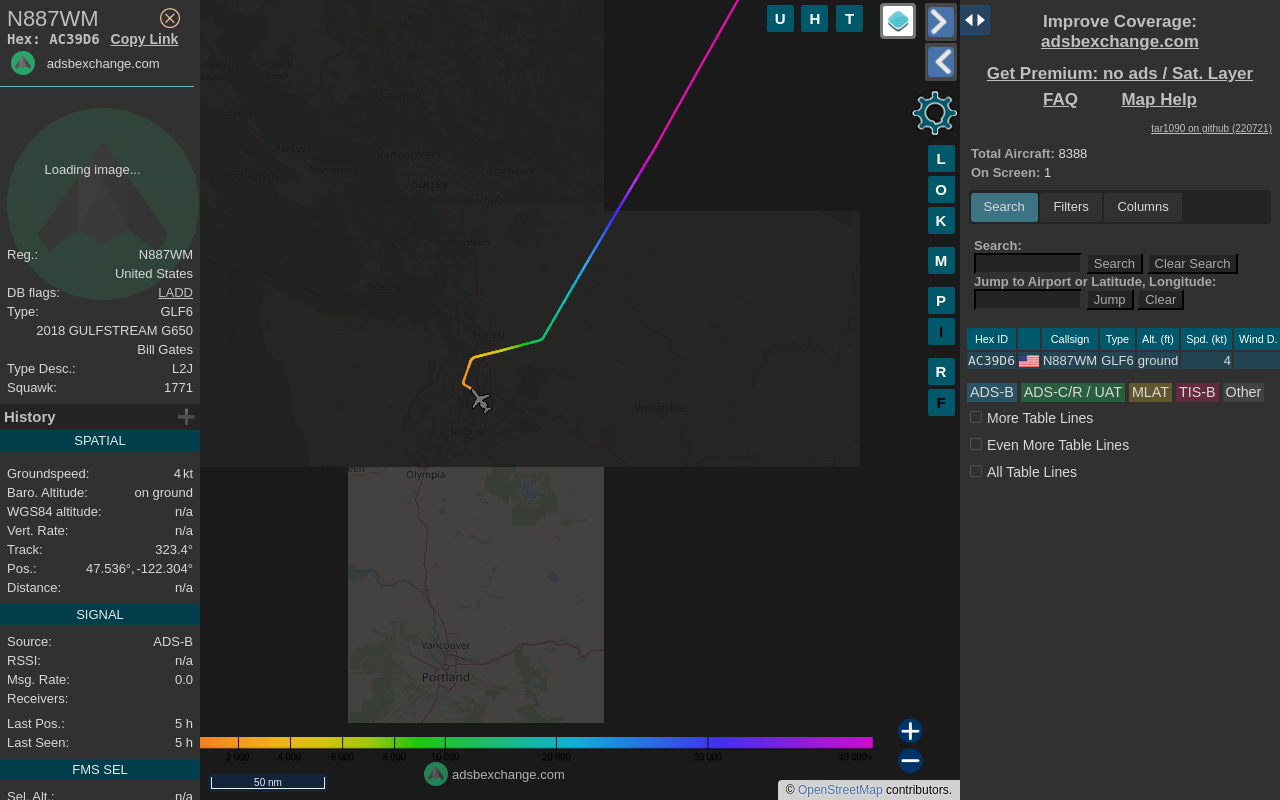 N887WM
Hex: AC39D6 Copy Link
adsbexchange.com
Loading image...
Reg.: N887WM
United States
DB flags: LADD
Type: GLF6
2018 GULFSTREAM G650
Bill Gates
Type Desc.: L2J
Squawk: 1771
History
SPATIAL
Groundspeed: 4 kt
Baro. Altitude: on ground
WGS84 altitude: n/a
Vert. Rate: n/a
Track: 323.4°
Pos.: 47.536°, -122.304°
Distance: n/a
SIGNAL
Source: ADS-B
RSSI: n/a
Msg. Rate: 0.0
Receivers:
Last Pos.: 5 h
Last Seen: 5 h
FMS SEL
Sel. Alt.: n/a
U H T
L
O
K
M
P
I
R
F
Powell
River
Port Alberni
Parksville
Nanaimo
Vancouver
Surrey
Chilliwack
Abbotsford
Bellingham
Victoria
Everett
Tacoma
Wenatchee
Olympia
Vancouver
Portland
2 000 4 000 6 000 8 000 10 000 20 000 30 000 40 000+
50 nm
adsbexchange.com
© OpenStreetMap contributors.
Improve Coverage:
adsbexchange.com
Get Premium: no ads / Sat. Layer
FAQ Map Help
tar1090 on github (220721)
Total Aircraft: 8388
On Screen: 1
Search Filters Columns
Search:
Search Clear Search
Jump to Airport or Latitude, Longitude:
Jump Clear
Hex ID Callsign Type Alt. (ft) Spd. (kt) Wind D.
AC39D6 N887WM GLF6 ground 4
ADS-B ADS-C/R / UAT MLAT TIS-B Other
More Table Lines
Even More Table Lines
All Table Lines